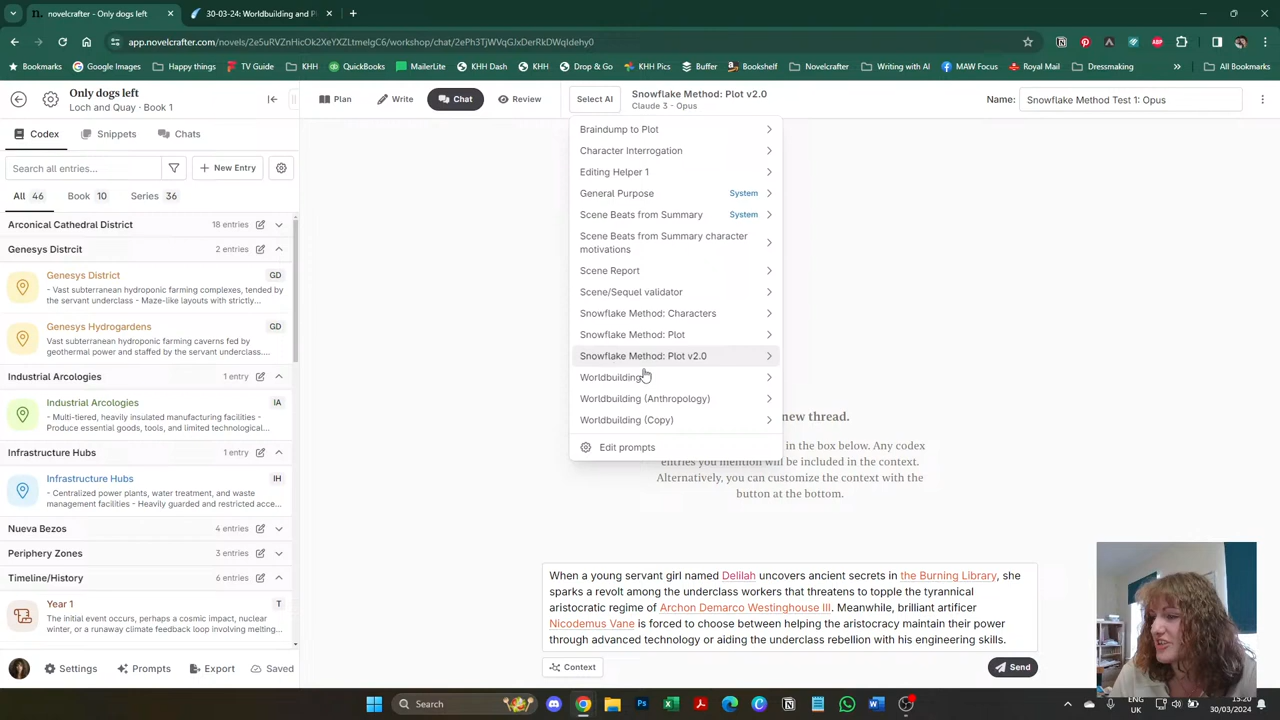 novelcrafter - Only dogs left
30-03-24: Worldbuilding and P
app.novelcrafter.com/novels/2e5uRVZnHicOk2XeYXZLtmelgC6/workshop/chat/2ePh3TjWVqGJxDerRkDWqIdehy0
Bookmarks
Google Images
Happy things
TV Guide
KHH
QuickBooks
MailerLite
KHH Dash
KHH
Drop & Go
KHH Pics
Buffer
Bookshelf
Novelcrafter
Writing with AI
MAW Focus
Riyria
Dressmaking
All Bookmarks
Only dogs left
Loch and Quay - Book 1
Plan
Write
Chat
Review
Select AI
Snowflake Method: Plot v2.0
Claude 3 - Opus
Name:
Snowflake Method Test 1: Opus
Codex
Snippets
Chats
Search all entries...
+ New Entry
All 46
Book 10
Series 36
Arconical Cathedral District
18 entries
Genesys Distrcit
2 entries
Genesys District
GD
- Vast subterranean hydroponic farming complexes, tended by
the servant underclass - Maze-like layouts with strictly...
Genesys Hydrogardens
GD
Vast subterranean hydroponic farming caverns fed by
geothermal power and staffed by the servant underclass....
Industrial Arcologies
1 entry
Industrial Arcologies
IA
- Multi-tiered, heavily insulated manufacturing facilities -
Produce essential goods, tools, and limited technological...
Infrastructure Hubs
1 entry
Infrastructure Hubs
IH
- Centralized power plants, water treatment, and waste
management facilities - Heavily guarded and restricted acce...
Nueva Bezos
4 entries
Periphery Zones
3 entries
Timeline/History
6 entries
Year 1
T
The initial event occurs, perhaps a cosmic impact, nuclear
winter, or a runaway climate feedback loop involving melting...
Settings
Prompts
Export
Saved
Braindump to Plot
Character Interrogation
Editing Helper 1
General Purpose
System
Scene Beats from Summary
System
Scene Beats from Summary character
motivations
Scene Report
Scene/Sequel validator
Snowflake Method: Characters
Snowflake Method: Plot
Snowflake Method: Plot v2.0
Worldbuilding
Worldbuilding (Anthropology)
Worldbuilding (Copy)
Edit prompts
new thread.
in the box below. Any codex
entries you mention will be included in the context.
Alternatively, you can customize the context with the
button at the bottom.
When a young servant girl named Delilah uncovers ancient secrets in the Burning Library, she
sparks a revolt among the underclass workers that threatens to topple the tyrannical
aristocratic regime of Archon Demarco Westinghouse III. Meanwhile, brilliant artificer
Nicodemus Vane is forced to choose between helping the aristocracy maintain their power
through advanced technology or aiding the underclass rebellion with his engineering skills.
Context
Send
Search
ENG
UK
15:20
30/03/2024